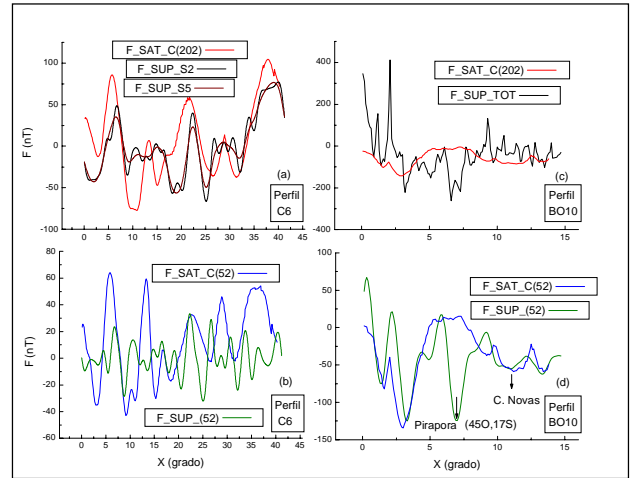 F_SAT_C(202)
F_SUP_S2
F_SUP_S5
F (nT)
100
50
0
-50
-100
0 5 10 15 20 25 30 35 40 45
(a)
Perfil
C6
F_SAT_C(202)
F_SUP_TOT
400
200
0
-200
-400
0 5 10 15
(c)
Perfil
BO10
F_SAT_C(52)
F (nT)
80
60
40
20
0
-20
-40
-60
0 5 10 15 20 25 30 35 40 45
X (grado)
(b)
F_SUP_(52)
Perfil
C6
F_SAT_C(52)
F_SUP_(52)
100
50
0
-50
-100
-125
-150
0 5 10 15
X (grado)
(d)
C. Novas
Pirapora (45O,17S)
Perfil
BO10